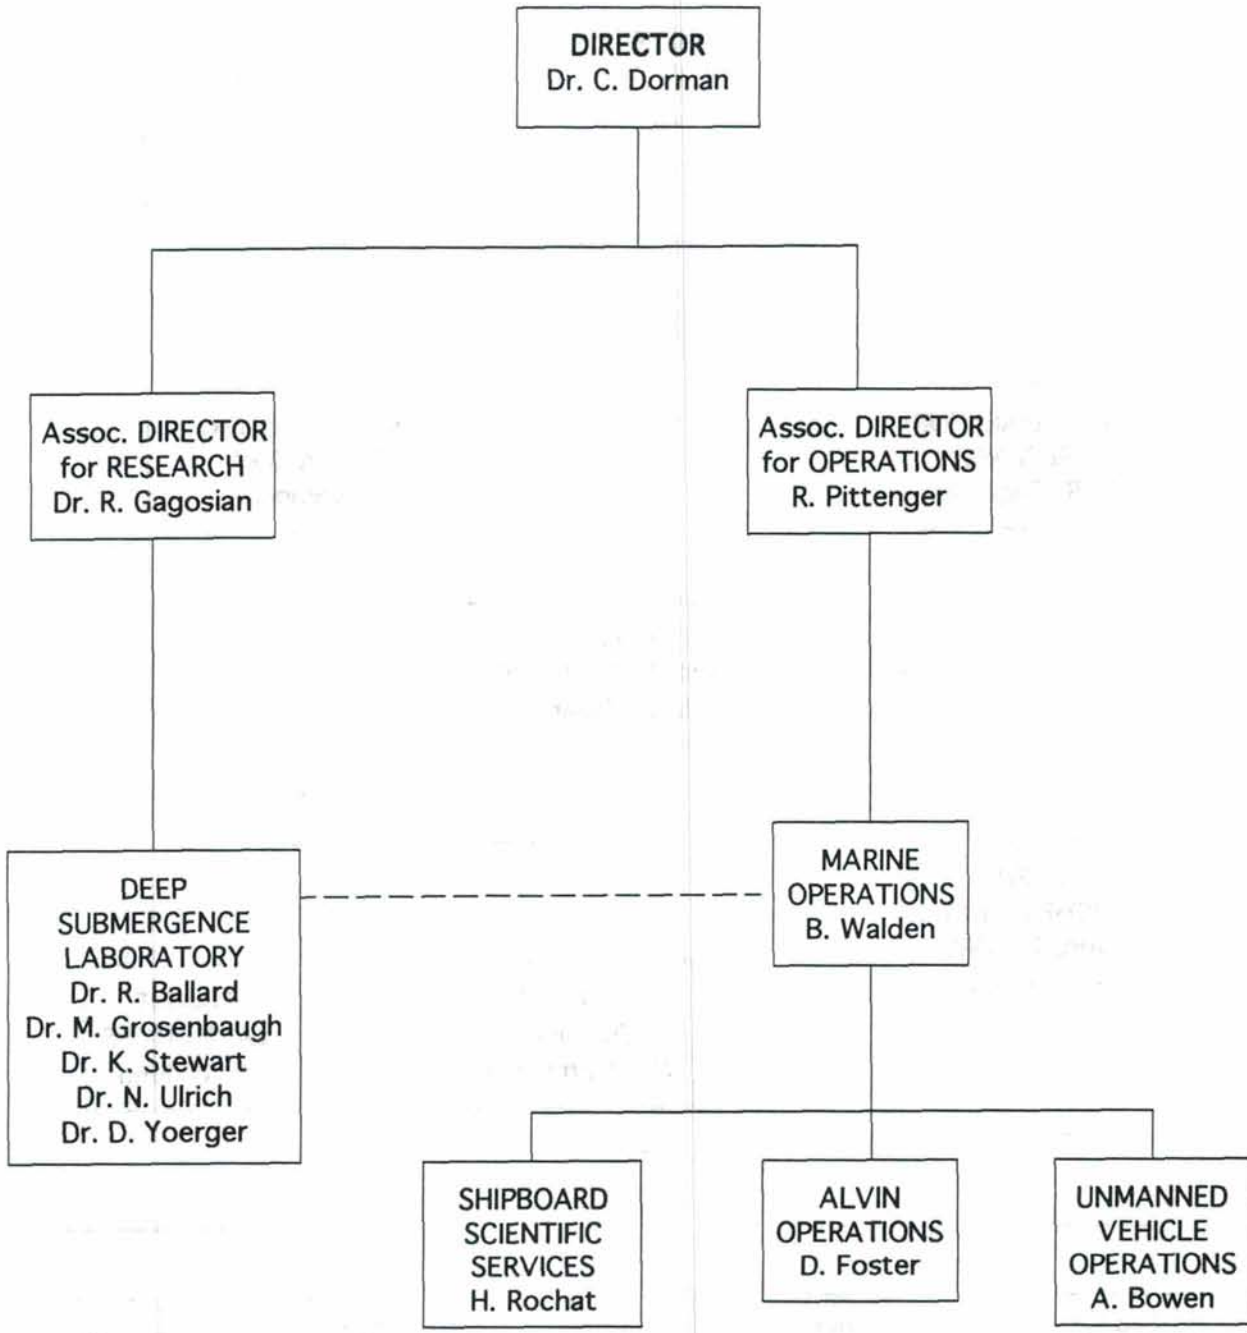 DIRECTOR
Dr. C. Dorman
Assoc. DIRECTOR
for RESEARCH
Dr. R. Gagosian
Assoc. DIRECTOR
for OPERATIONS
R. Pittenger
DEEP
SUBMERGENCE
LABORATORY
Dr. R. Ballard
Dr. M. Grosenbaugh
Dr. K. Stewart
Dr. N. Ulrich
Dr. D. Yoerger
MARINE
OPERATIONS
B. Walden
SHIPBOARD
SCIENTIFIC
SERVICES
H. Rochat
ALVIN
OPERATIONS
D. Foster
UNMANNED
VEHICLE
OPERATIONS
A. Bowen